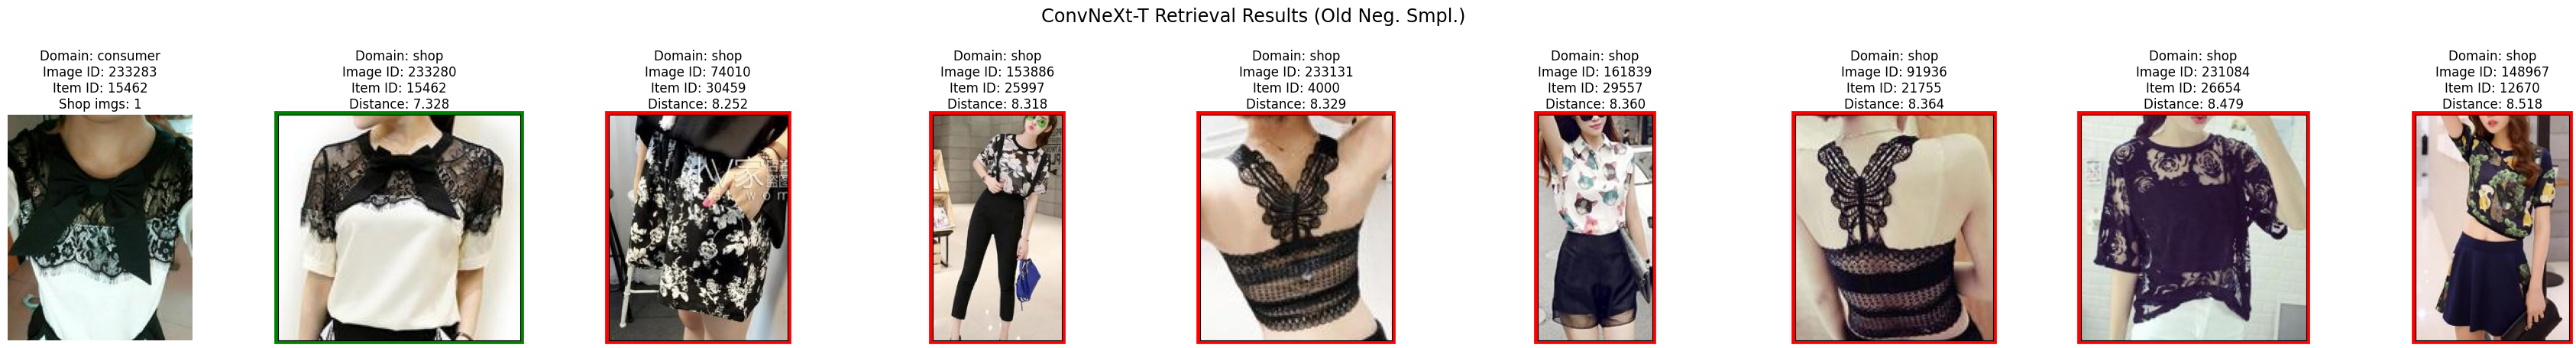 ConvNeXt-T Retrieval Results (Old Neg. Smpl.)
Domain: consumer
Image ID: 233283
Item ID: 15462
Shop imgs: 1
Domain: shop
Image ID: 233280
Item ID: 15462
Distance: 7.328
Domain: shop
Image ID: 74010
Item ID: 30459
Distance: 8.252
Domain: shop
Image ID: 153886
Item ID: 25997
Distance: 8.318
Domain: shop
Image ID: 233131
Item ID: 4000
Distance: 8.329
Domain: shop
Image ID: 161839
Item ID: 29557
Distance: 8.360
Domain: shop
Image ID: 91936
Item ID: 21755
Distance: 8.364
Domain: shop
Image ID: 231084
Item ID: 26654
Distance: 8.479
Domain: shop
Image ID: 148967
Item ID: 12670
Distance: 8.518